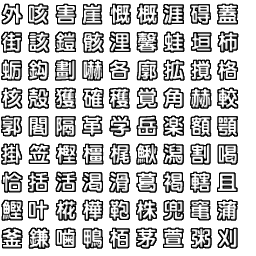 外咳害崖慨概涯碍蓋
街該鎧骸浬馨蛙垣柿
蛎鈎劃嚇各廓拡撹格
核殻獲確穫覚角赫較
郭閣隔革学岳楽額顎
掛笠樫橿梶鰍潟割喝
恰括活渇滑葛褐轄且
鰹叶椛樺鞄株兜竃蒲
釜鎌噛鴨栢茅萱粥刈